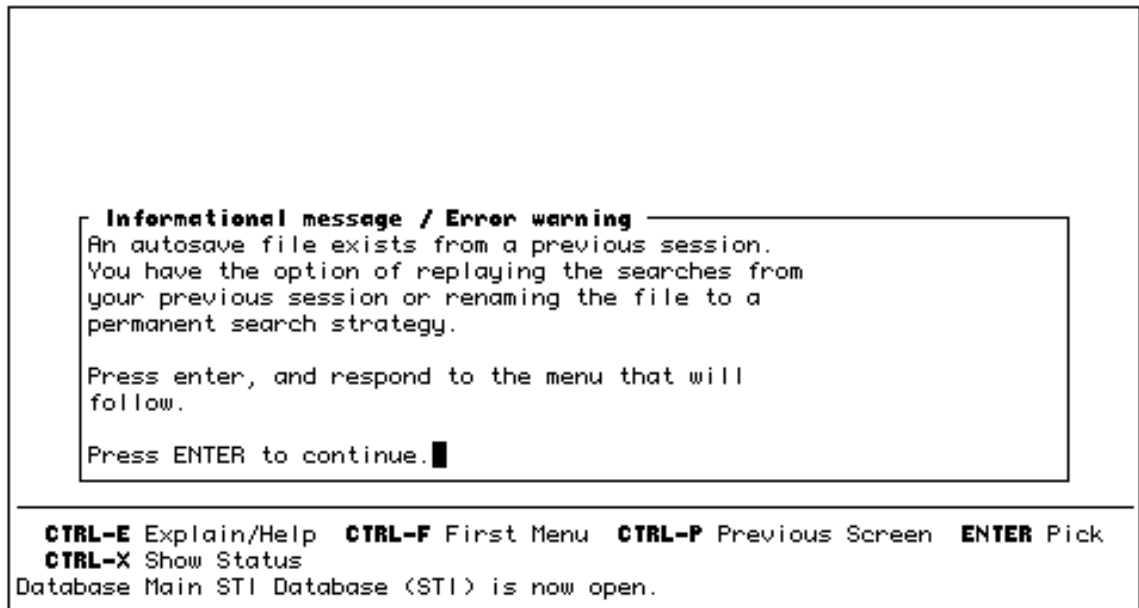 Informational message / Error warning
An autosave file exists from a previous session.
You have the option of replaying the searches from
your previous session or renaming the file to a
permanent search strategy.
Press enter, and respond to the menu that will
follow.
Press ENTER to continue.
CTRL-E Explain/Help CTRL-F First Menu CTRL-P Previous Screen ENTER Pick
CTRL-X Show Status
Database Main STI Database (STI) is now open.